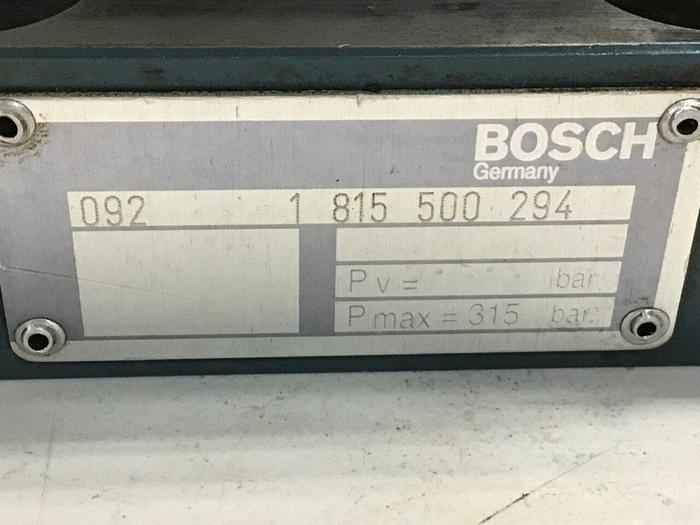 BOSCH
Germany
092 1 815 500 294
Pv = bar
Pmax = 315 bar